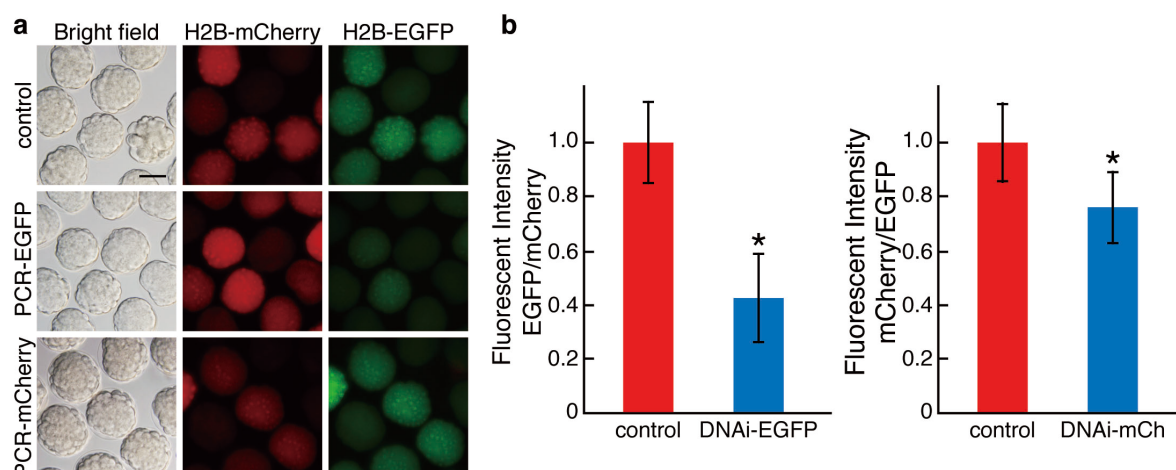 a
Bright field H2B-mCherry H2B-EGFP
control
PCR-EGFP
PCR-mCherry
b
Fluorescent Intensity
EGFP/mCherry
1.0
0.8
0.6
0.4
0.2
0
*
control DNAi-EGFP
Fluorescent Intensity
mCherry/EGFP
1.0
0.8
0.6
0.4
0.2
0
*
control DNAi-mCh